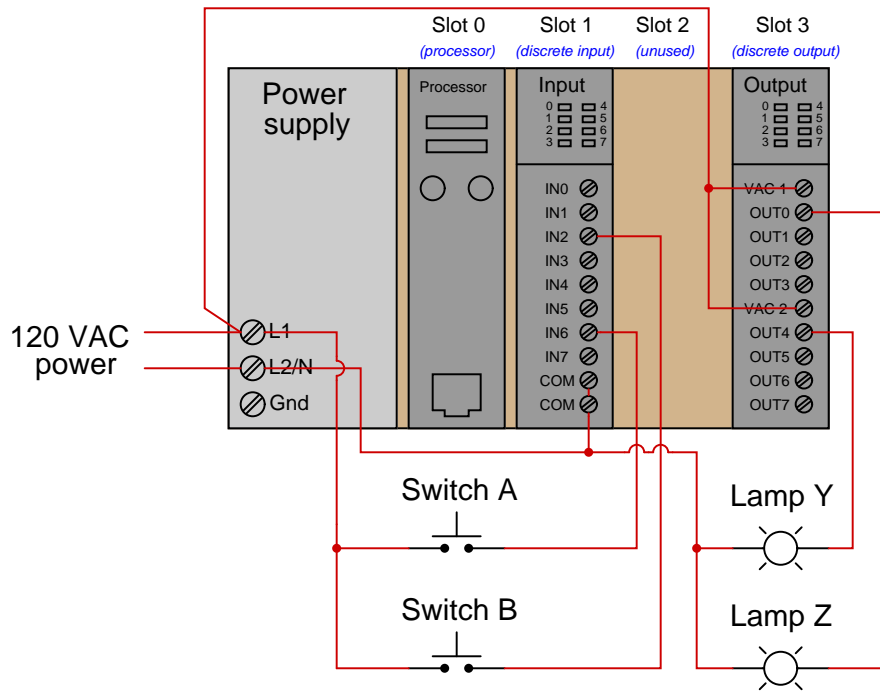 Slot 0 Slot 1 Slot 2 Slot 3
(processor) (discrete input) (unused) (discrete output)
Power
supply
Processor
Input
0 4
1 5
2 6
3 7
IN0
IN1
IN2
IN3
IN4
IN5
IN6
IN7
COM
COM
Output
0 4
1 5
2 6
3 7
VAC 1
OUT0
OUT1
OUT2
OUT3
VAC 2
OUT4
OUT5
OUT6
OUT7
120 VAC
power
L1
L2/N
Gnd
Switch A
Lamp Y
Switch B
Lamp Z